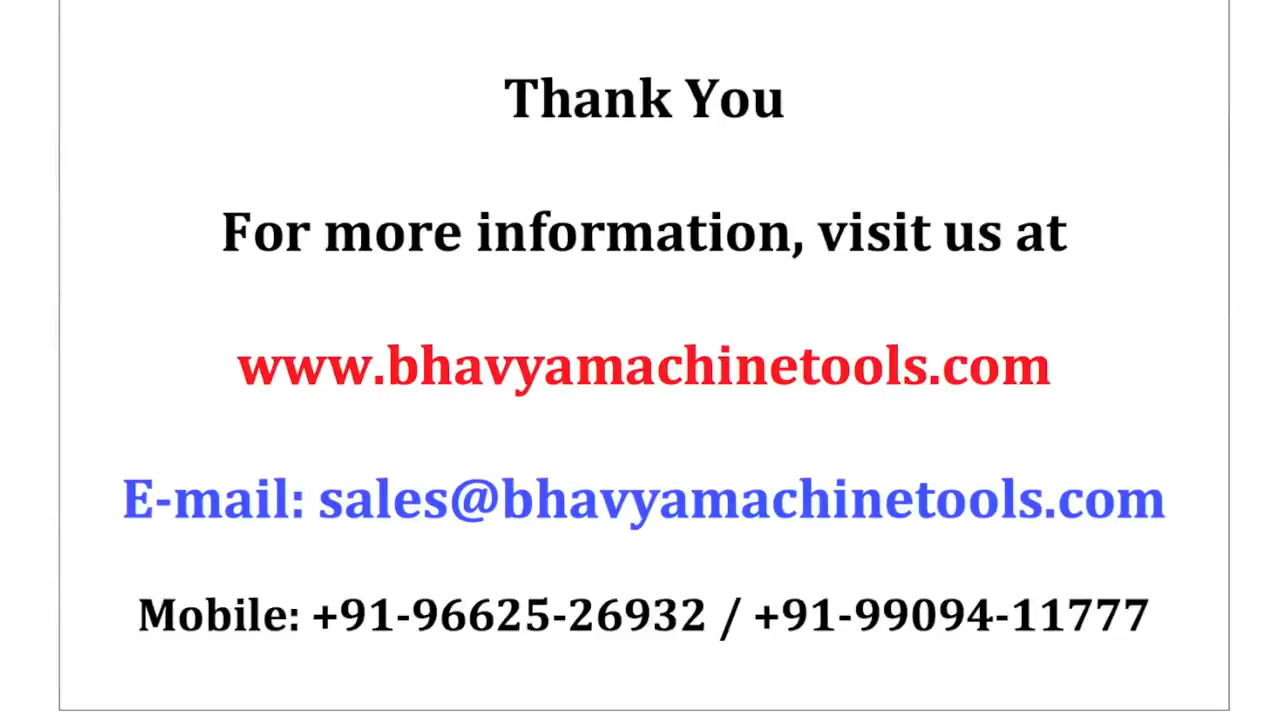 Thank You
For more information, visit us at
www.bhavyamachinetools.com
E-mail: sales@bhavyamachinetools.com
Mobile: +91-96625-26932 / +91-99094-11777